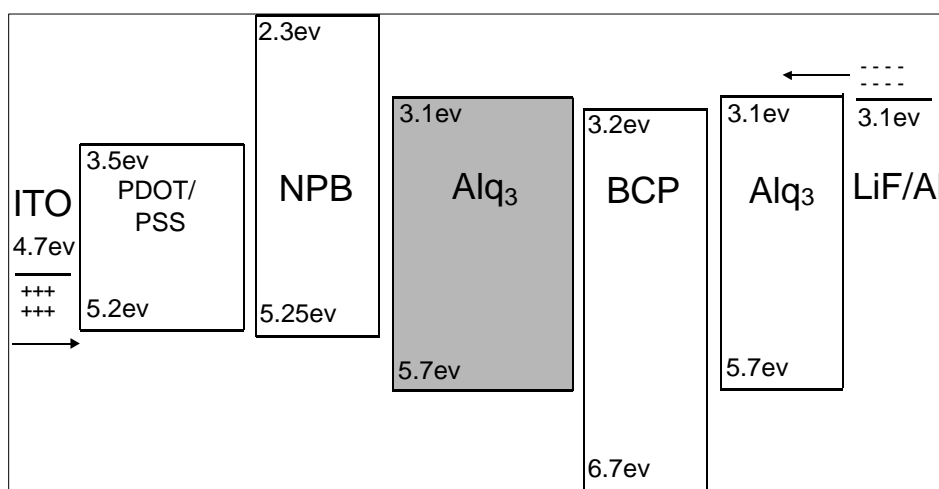 2.3ev
- - - -
- - - -
3.1ev
3.2ev
3.1ev
3.1ev
3.5ev
ITO
PDOT/
PSS
NPB
Alq₃
BCP
Alq₃
LiF/Al
4.7ev
+++
+++
5.2ev
5.25ev
5.7ev
5.7ev
6.7ev